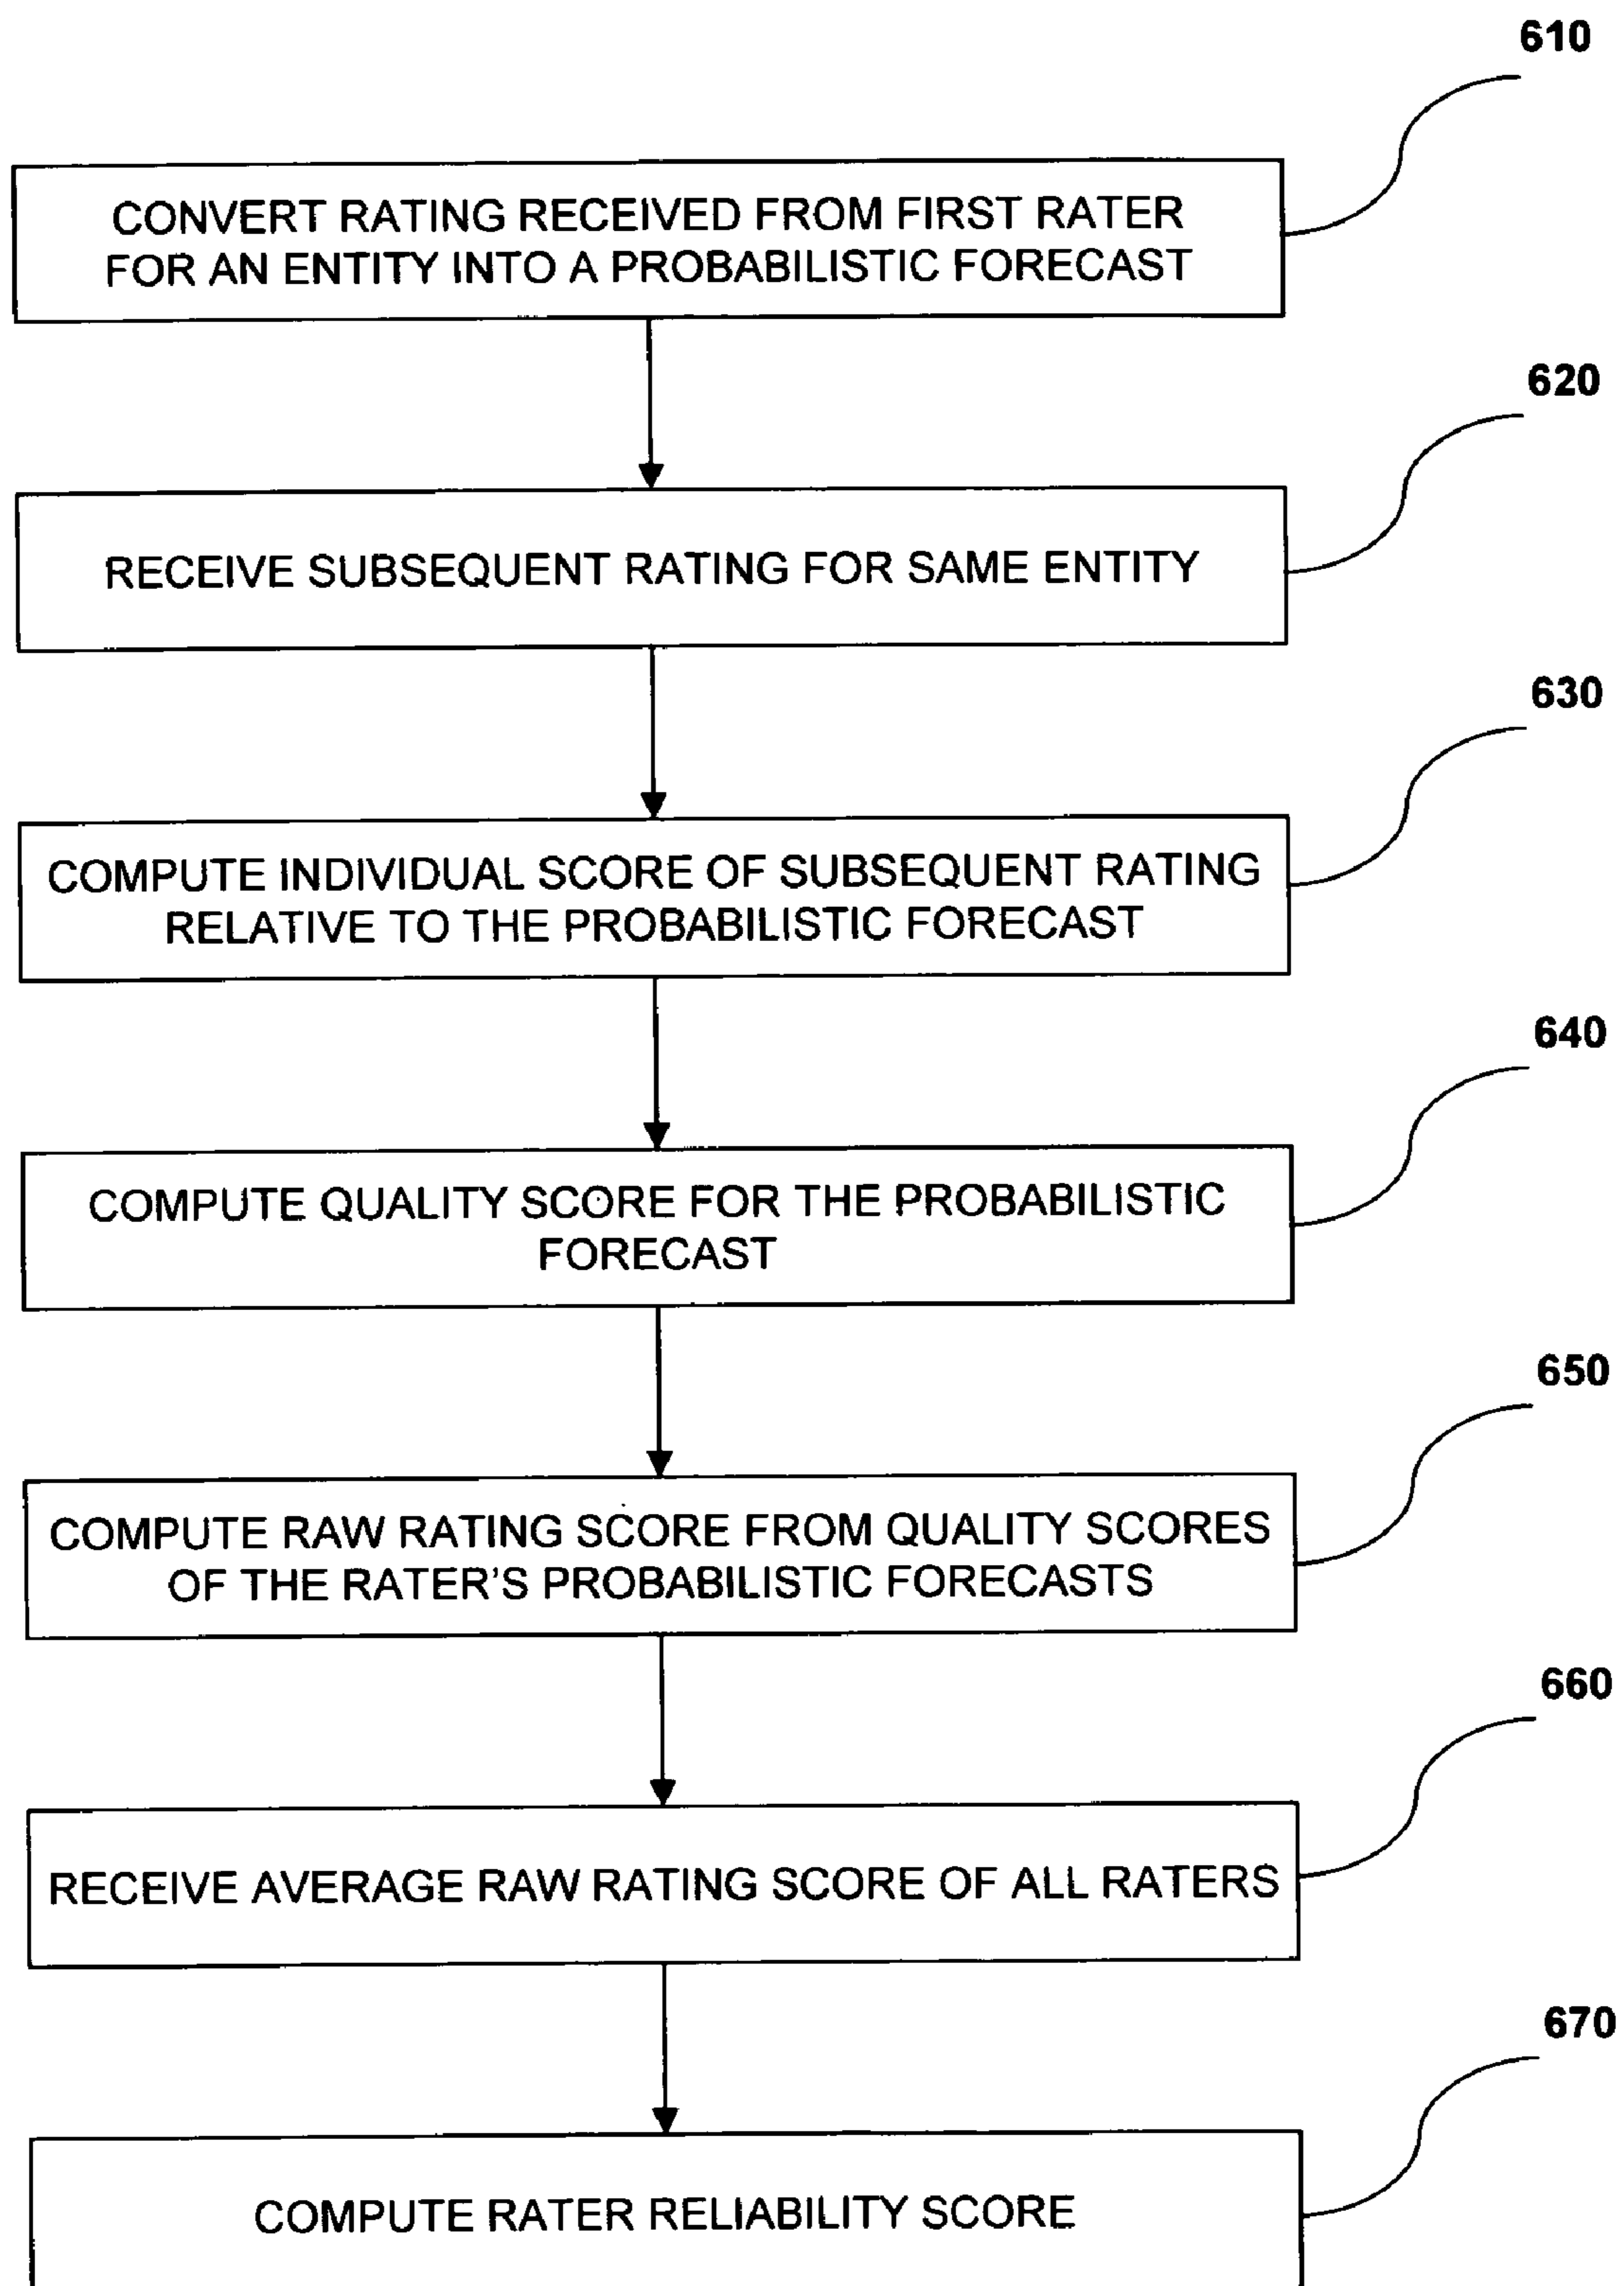 610
CONVERT RATING RECEIVED FROM FIRST RATER
FOR AN ENTITY INTO A PROBABILISTIC FORECAST
620
RECEIVE SUBSEQUENT RATING FOR SAME ENTITY
630
COMPUTE INDIVIDUAL SCORE OF SUBSEQUENT RATING
RELATIVE TO THE PROBABILISTIC FORECAST
640
COMPUTE QUALITY SCORE FOR THE PROBABILISTIC
FORECAST
650
COMPUTE RAW RATING SCORE FROM QUALITY SCORES
OF THE RATER'S PROBABILISTIC FORECASTS
660
RECEIVE AVERAGE RAW RATING SCORE OF ALL RATERS
670
COMPUTE RATER RELIABILITY SCORE